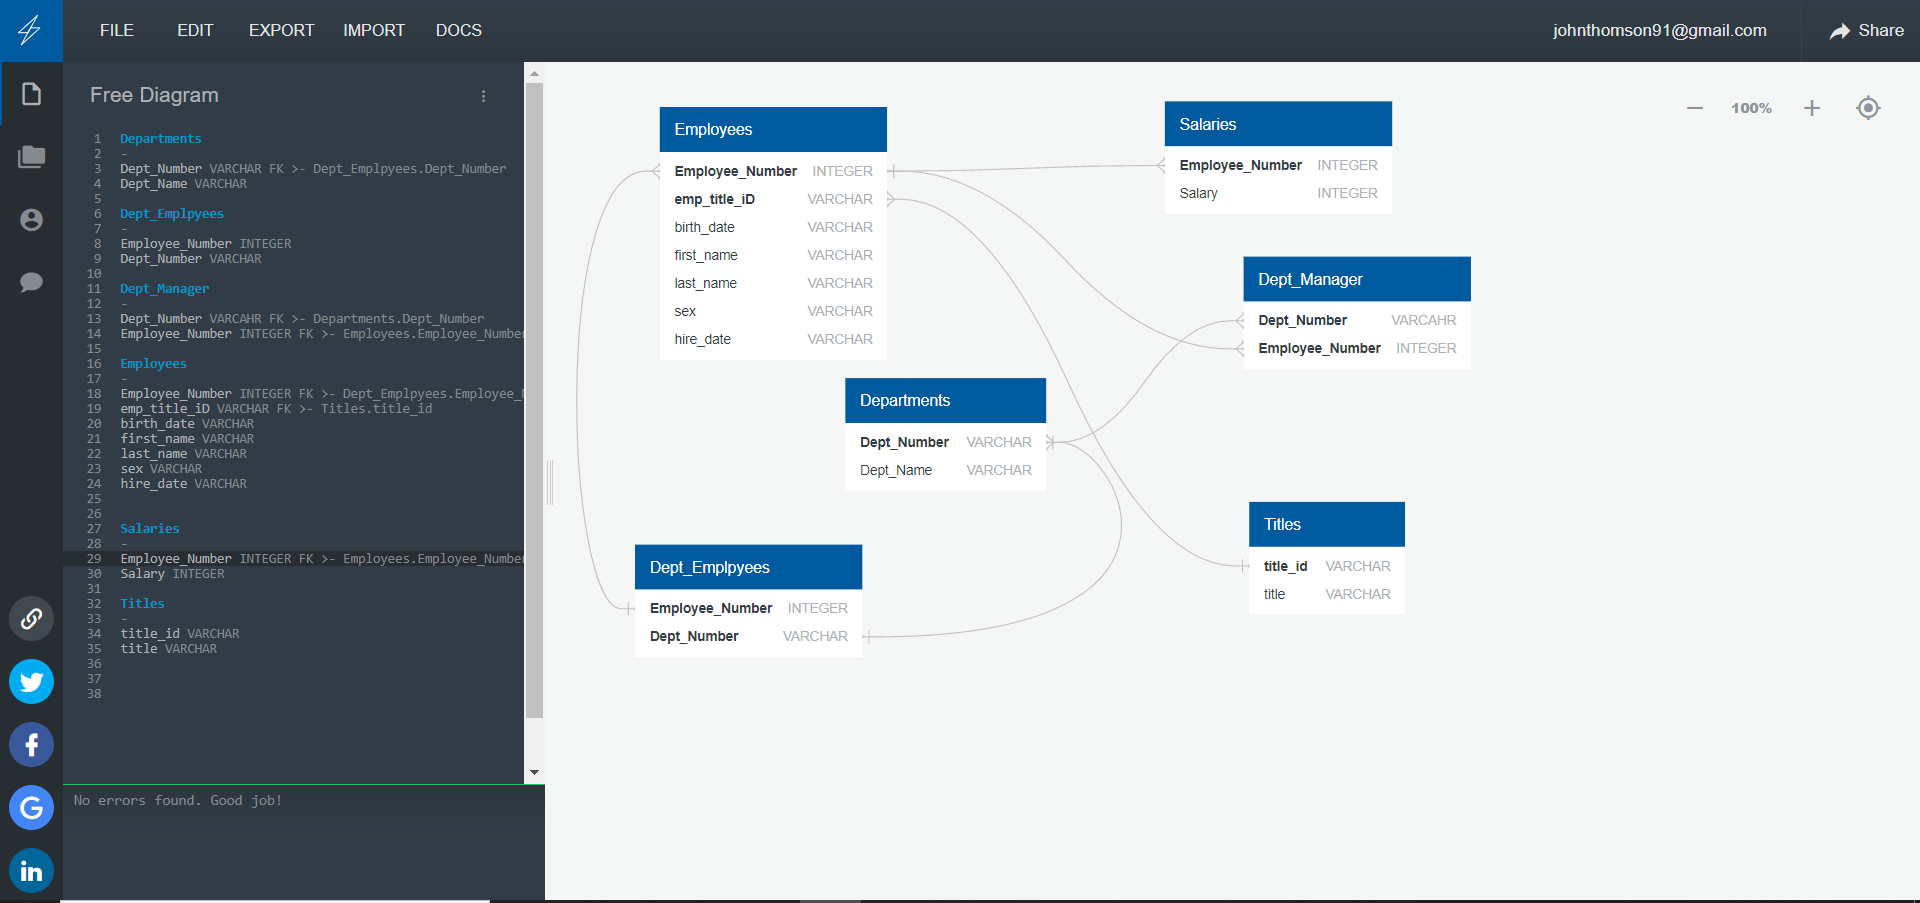 FILE EDIT EXPORT IMPORT DOCS johnthomson91@gmail.com Share
Free Diagram
1 Departments
2 -
3 Dept_Number VARCHAR FK >- Dept_Emplpyees.Dept_Number
4 Dept_Name VARCHAR
5
6 Dept_Emplpyees
7 -
8 Employee_Number INTEGER
9 Dept_Number VARCHAR
10
11 Dept_Manager
12 -
13 Dept_Number VARCAHR FK >- Departments.Dept_Number
14 Employee_Number INTEGER FK >- Employees.Employee_Number
15
16 Employees
17 -
18 Employee_Number INTEGER FK >- Dept_Emplpyees.Employee_N
19 emp_title_iD VARCHAR FK >- Titles.title_id
20 birth_date VARCHAR
21 first_name VARCHAR
22 last_name VARCHAR
23 sex VARCHAR
24 hire_date VARCHAR
25
26
27 Salaries
28 -
29 Employee_Number INTEGER FK >- Employees.Employee_Number
30 Salary INTEGER
31
32 Titles
33 -
34 title_id VARCHAR
35 title VARCHAR
36
37
38
No errors found. Good job!
100%
Employees
Employee_Number INTEGER
emp_title_iD VARCHAR
birth_date VARCHAR
first_name VARCHAR
last_name VARCHAR
sex VARCHAR
hire_date VARCHAR
Salaries
Employee_Number INTEGER
Salary INTEGER
Dept_Manager
Dept_Number VARCAHR
Employee_Number INTEGER
Departments
Dept_Number VARCHAR
Dept_Name VARCHAR
Titles
title_id VARCHAR
title VARCHAR
Dept_Emplpyees
Employee_Number INTEGER
Dept_Number VARCHAR